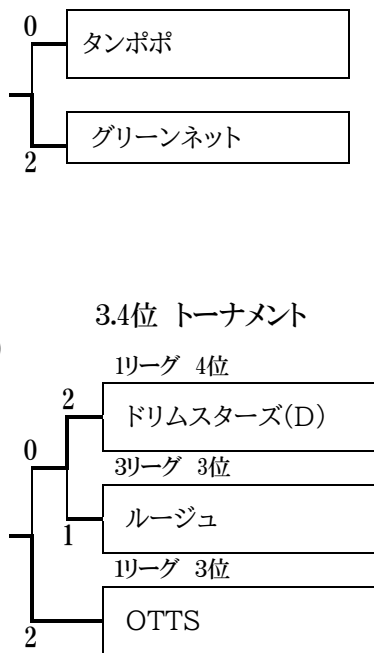 0
タンポポ
グリーンネット
2
3.4位 トーナメント
1リーグ 4位
2
ドリムスターズ(D)
0
3リーグ 3位
ルージュ
1
1リーグ 3位
OTTS
2